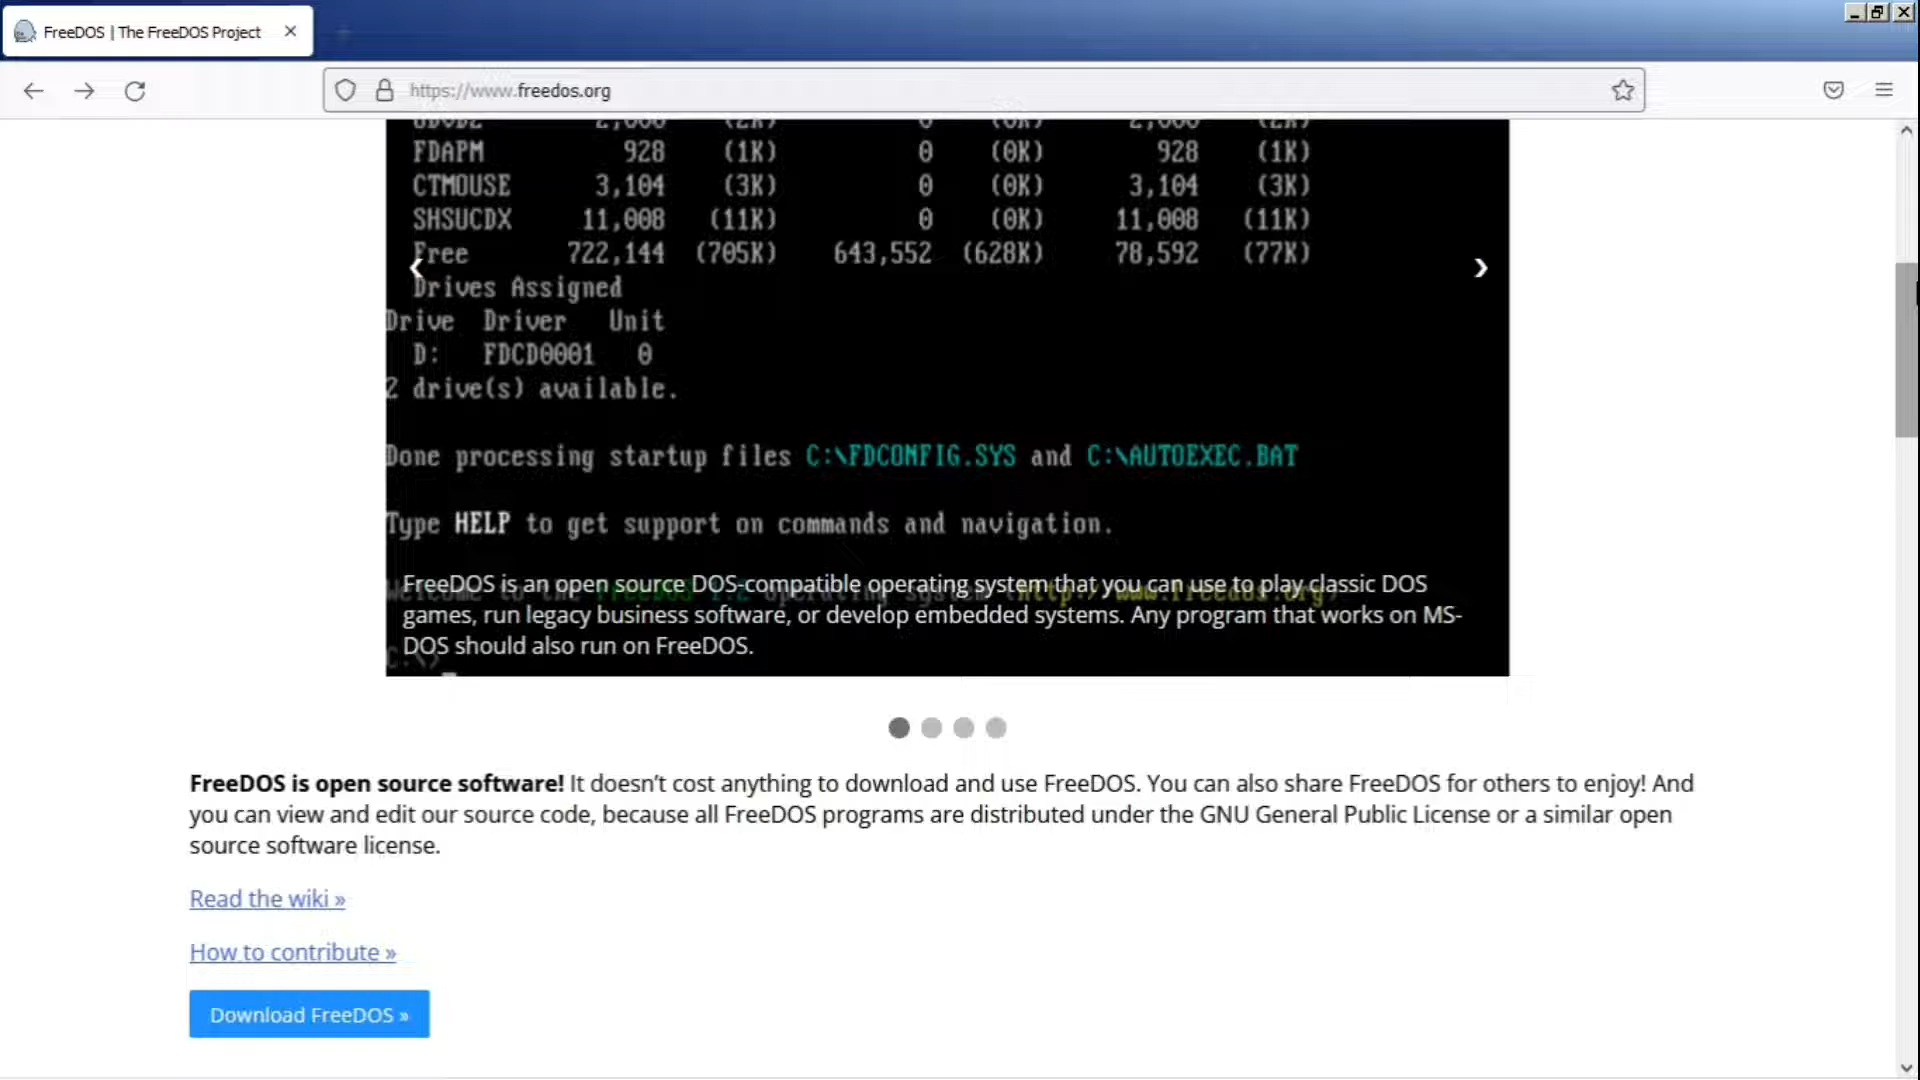 FreeDOS | The FreeDOS Project
https://www.freedos.org
FDAPM 928 (1K) 0 (0K) 928 (1K)
CTMOUSE 3,104 (3K) 0 (0K) 3,104 (3K)
SHSUCDX 11,008 (11K) 0 (0K) 11,008 (11K)
Free 722,144 (705K) 643,552 (628K) 78,592 (77K)
Drives Assigned
Drive Driver Unit
D: FDCD0001 0
2 drive(s) available.
Done processing startup files C:\FDCONFIG.SYS and C:\AUTOEXEC.BAT
Type HELP to get support on commands and navigation.
FreeDOS is an open source DOS-compatible operating system that you can use to play classic DOS
games, run legacy business software, or develop embedded systems. Any program that works on MS-
DOS should also run on FreeDOS.
C:\>
FreeDOS is open source software! It doesn’t cost anything to download and use FreeDOS. You can also share FreeDOS for others to enjoy! And
you can view and edit our source code, because all FreeDOS programs are distributed under the GNU General Public License or a similar open
source software license.
Read the wiki »
How to contribute »
Download FreeDOS »